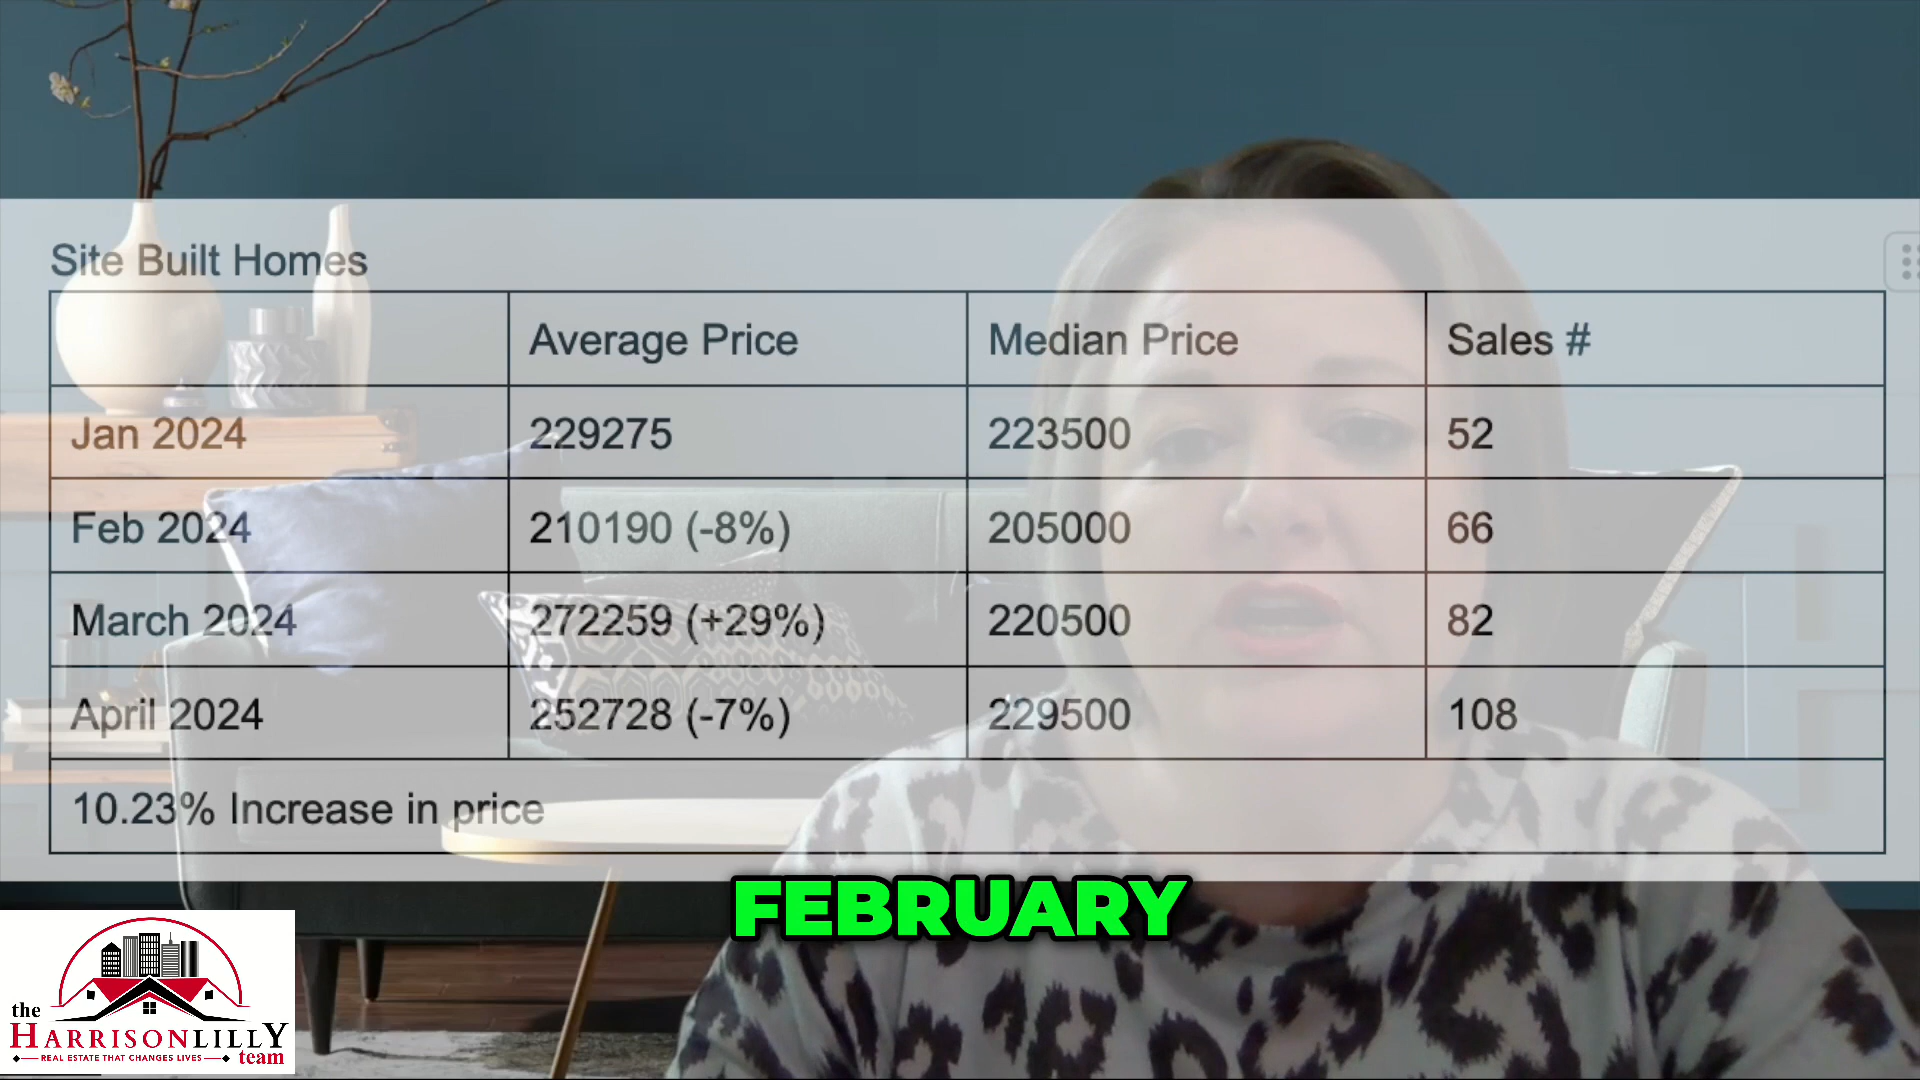 Site Built Homes
Average Price Median Price Sales #
Jan 2024 229275 223500 52
Feb 2024 210190 (-8%) 205000 66
March 2024 272259 (+29%) 220500 82
April 2024 252728 (-7%) 229500 108
10.23% Increase in price
FEBRUARY
the
HARRISONLILLY
REAL ESTATE THAT CHANGES LIVES
team